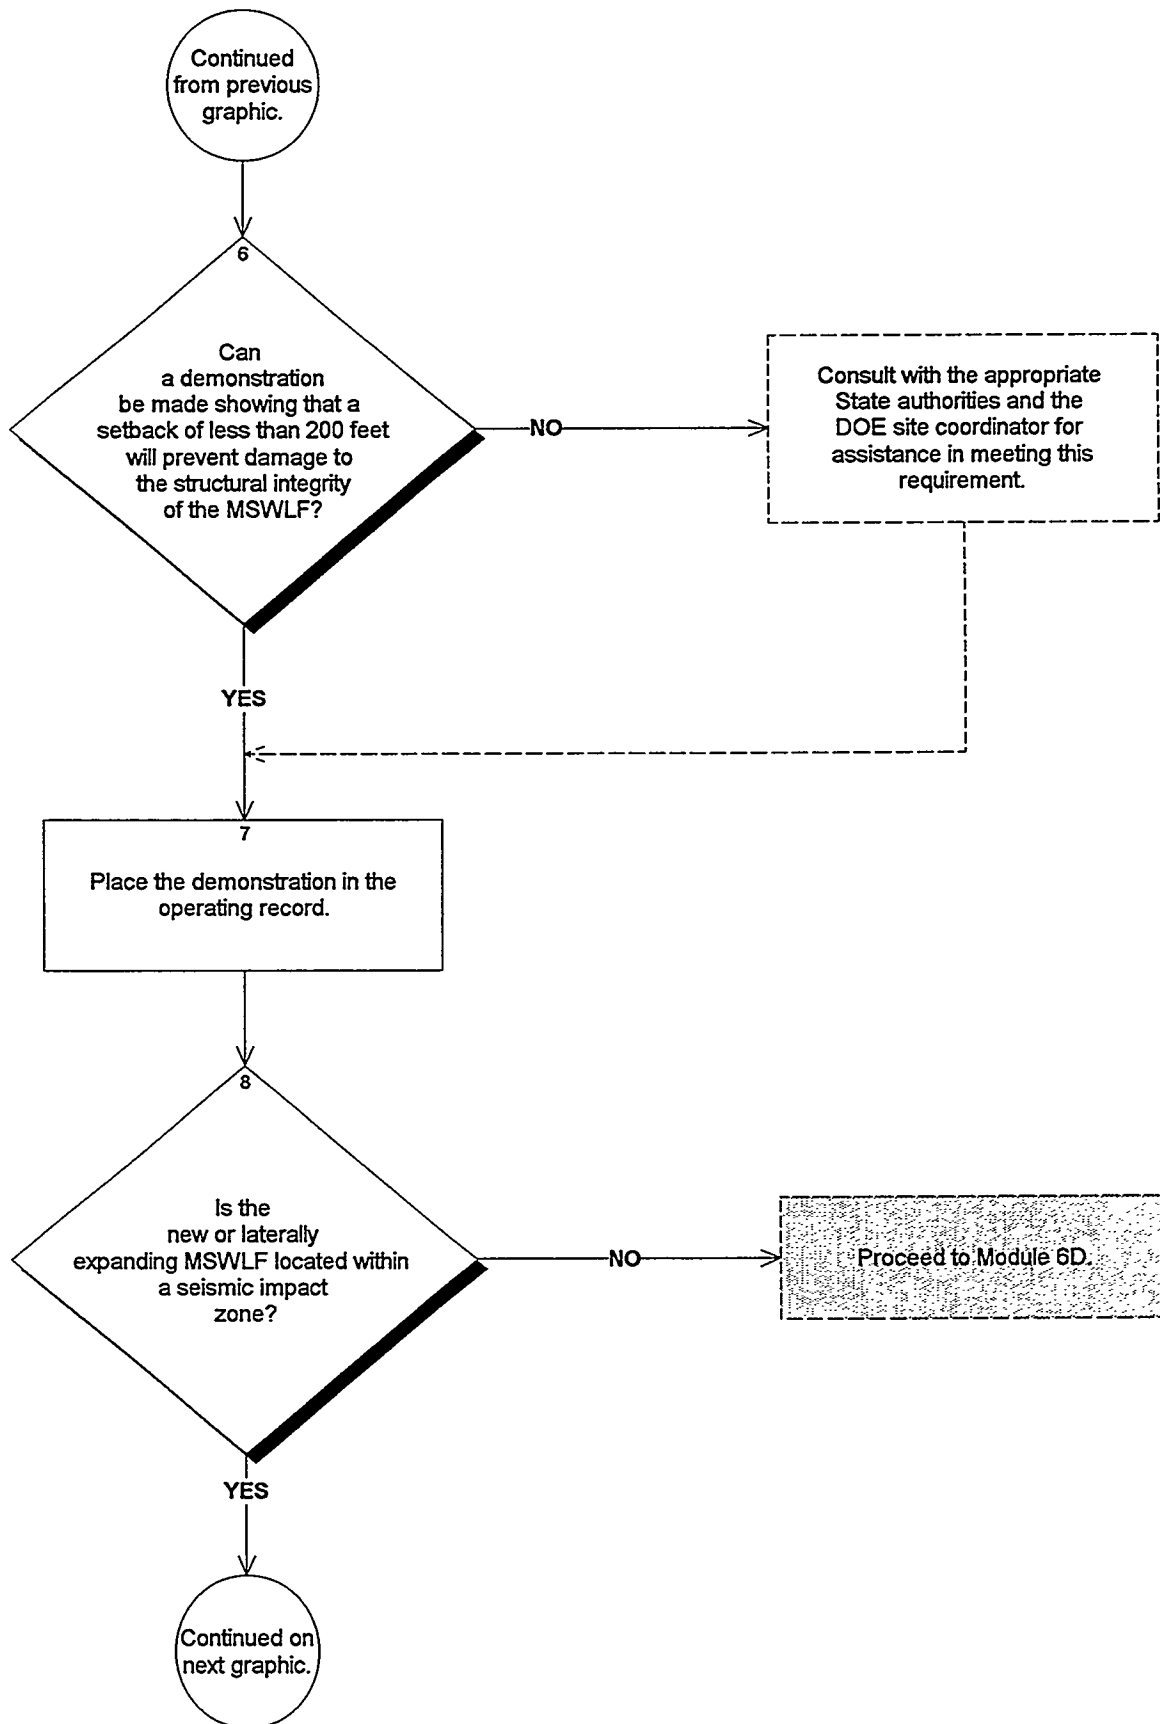 Continued
from previous
graphic.
6
Can
a demonstration
be made showing that a
setback of less than 200 feet
will prevent damage to
the structural integrity
of the MSWLF?
NO
Consult with the appropriate
State authorities and the
DOE site coordinator for
assistance in meeting this
requirement.
YES
7
Place the demonstration in the
operating record.
8
Is the
new or laterally
expanding MSWLF located within
a seismic impact
zone?
NO
Proceed to Module 6D.
YES
Continued on
next graphic.